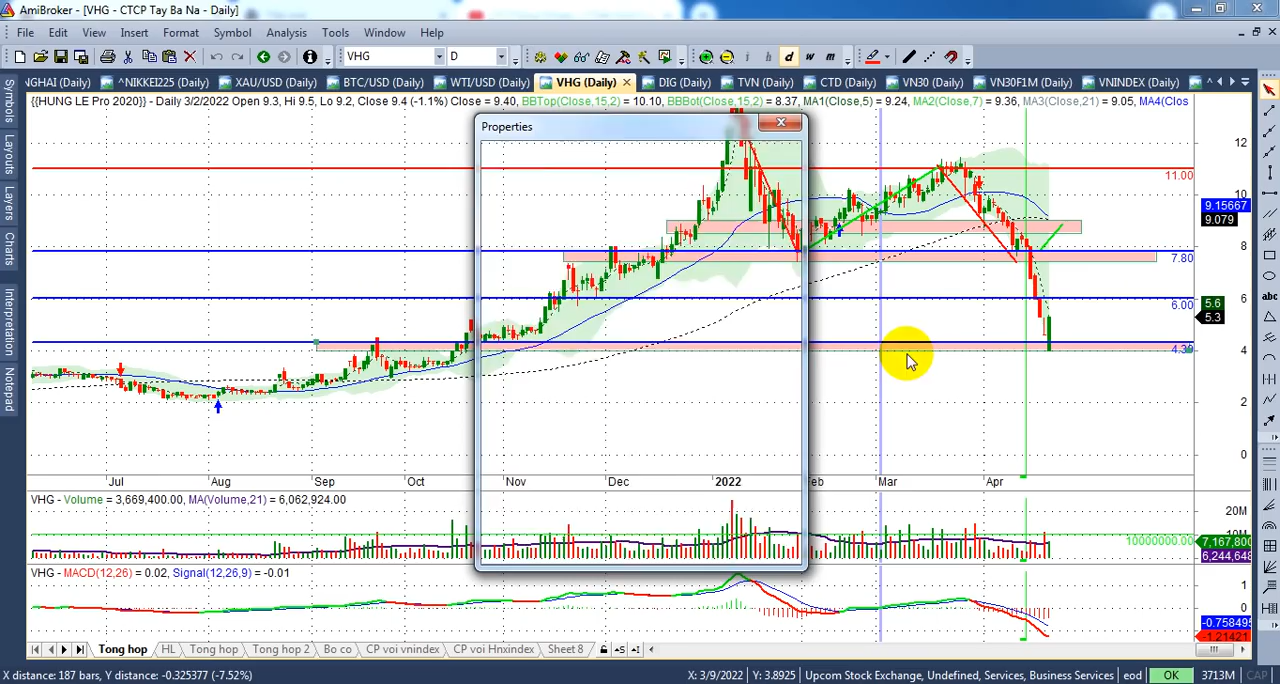 AmiBroker - [VHG - CTCP Tay Ba Na - Daily]
File Edit View Insert Format Symbol Analysis Tools Window Help
VHG D i h d w m
NGHAI (Daily) ^NIKKEI225 (Daily) XAU/USD (Daily) BTC/USD (Daily) WTI/USD (Daily) VHG (Daily) DIG (Daily) TVN (Daily) CTD (Daily) VN30 (Daily) VN30F1M (Daily) VNINDEX (Daily)
{{HUNG LE Pro 2020}} - Daily 3/2/2022 Open 9.3, Hi 9.5, Lo 9.2, Close 9.4 (-1.1%) Close = 9.40, BBTop(Close,15,2) = 10.10, BBBot(Close,15,2) = 8.37, MA1(Close,5) = 9.24, MA2(Close,7) = 9.36, MA3(Close,21) = 9.05, MA4(Clos
Symbols
Layouts
Layers
Charts
Interpretation
Notepad
Properties
abc
12
11.00
10
9.15667
9.079
8
7.80
6
6.00
5.6
5.3
4
4.30
2
0
Jul Aug Sep Oct Nov Dec 2022 Feb Mar Apr
VHG - Volume = 3,669,400.00, MA(Volume,21) = 6,062,924.00
20M
10M
10000000.00
7,167,800
6,244,648
VHG - MACD(12,26) = 0.02, Signal(12,26,9) = -0.01
1
0
-0.758495
-1.21421
Tong hop HL Tong hop Tong hop 2 Bo co CP voi vnindex CP voi Hnxindex Sheet 8
X distance: 187 bars, Y distance: -0.325377 (-7.52%) X: 3/9/2022 Y: 3.8925 Upcom Stock Exchange, Undefined, Services, Business Services eod OK 3713M CAP